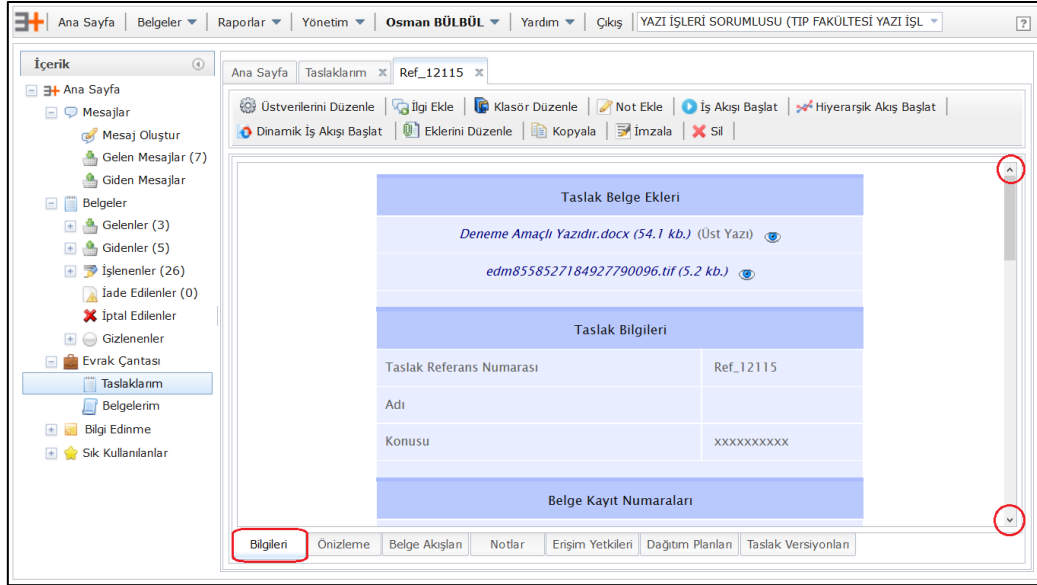 Ana Sayfa Belgeler Raporlar Yönetim Osman BÜLBÜL Yardım Çıkış YAZI İŞLERİ SORUMLUSU (TIP FAKÜLTESİ YAZI İŞL ?
İçerik
Ana Sayfa
Mesajlar
Mesaj Oluştur
Gelen Mesajlar (7)
Giden Mesajlar
Belgeler
Gelenler (3)
Gidenler (5)
İşlenenler (26)
İade Edilenler (0)
İptal Edilenler
Gizlenenler
Evrak Çantası
Taslaklarım
Belgelerim
Bilgi Edinme
Sık Kullanılanlar
Ana Sayfa Taslaklarım x Ref_12115 x
Üstverilerini Düzenle İlgi Ekle Klasör Düzenle Not Ekle İş Akışı Başlat Hiyerarşik Akış Başlat
Dinamik İş Akışı Başlat Eklerini Düzenle Kopyala İmzala Sil
Taslak Belge Ekleri
Deneme Amaçlı Yazıdır.docx (54.1 kb.) (Üst Yazı)
edm8558527184927790096.tif (5.2 kb.)
Taslak Bilgileri
Taslak Referans Numarası Ref_12115
Adı
Konusu xxxxxxxxxx
Belge Kayıt Numaraları
Bilgileri Önizleme Belge Akışları Notlar Erişim Yetkileri Dağıtım Planları Taslak Versiyonları